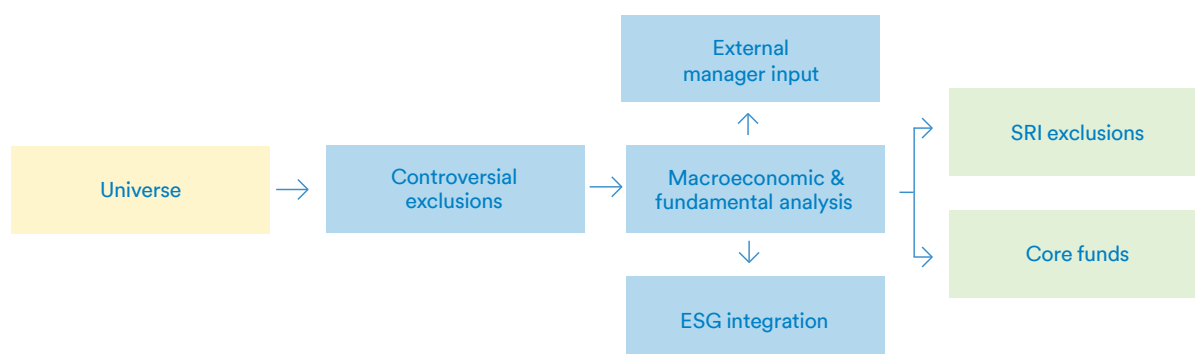 Universe
Controversial
exclusions
External
manager input
Macroeconomic &
fundamental analysis
ESG integration
SRI exclusions
Core funds